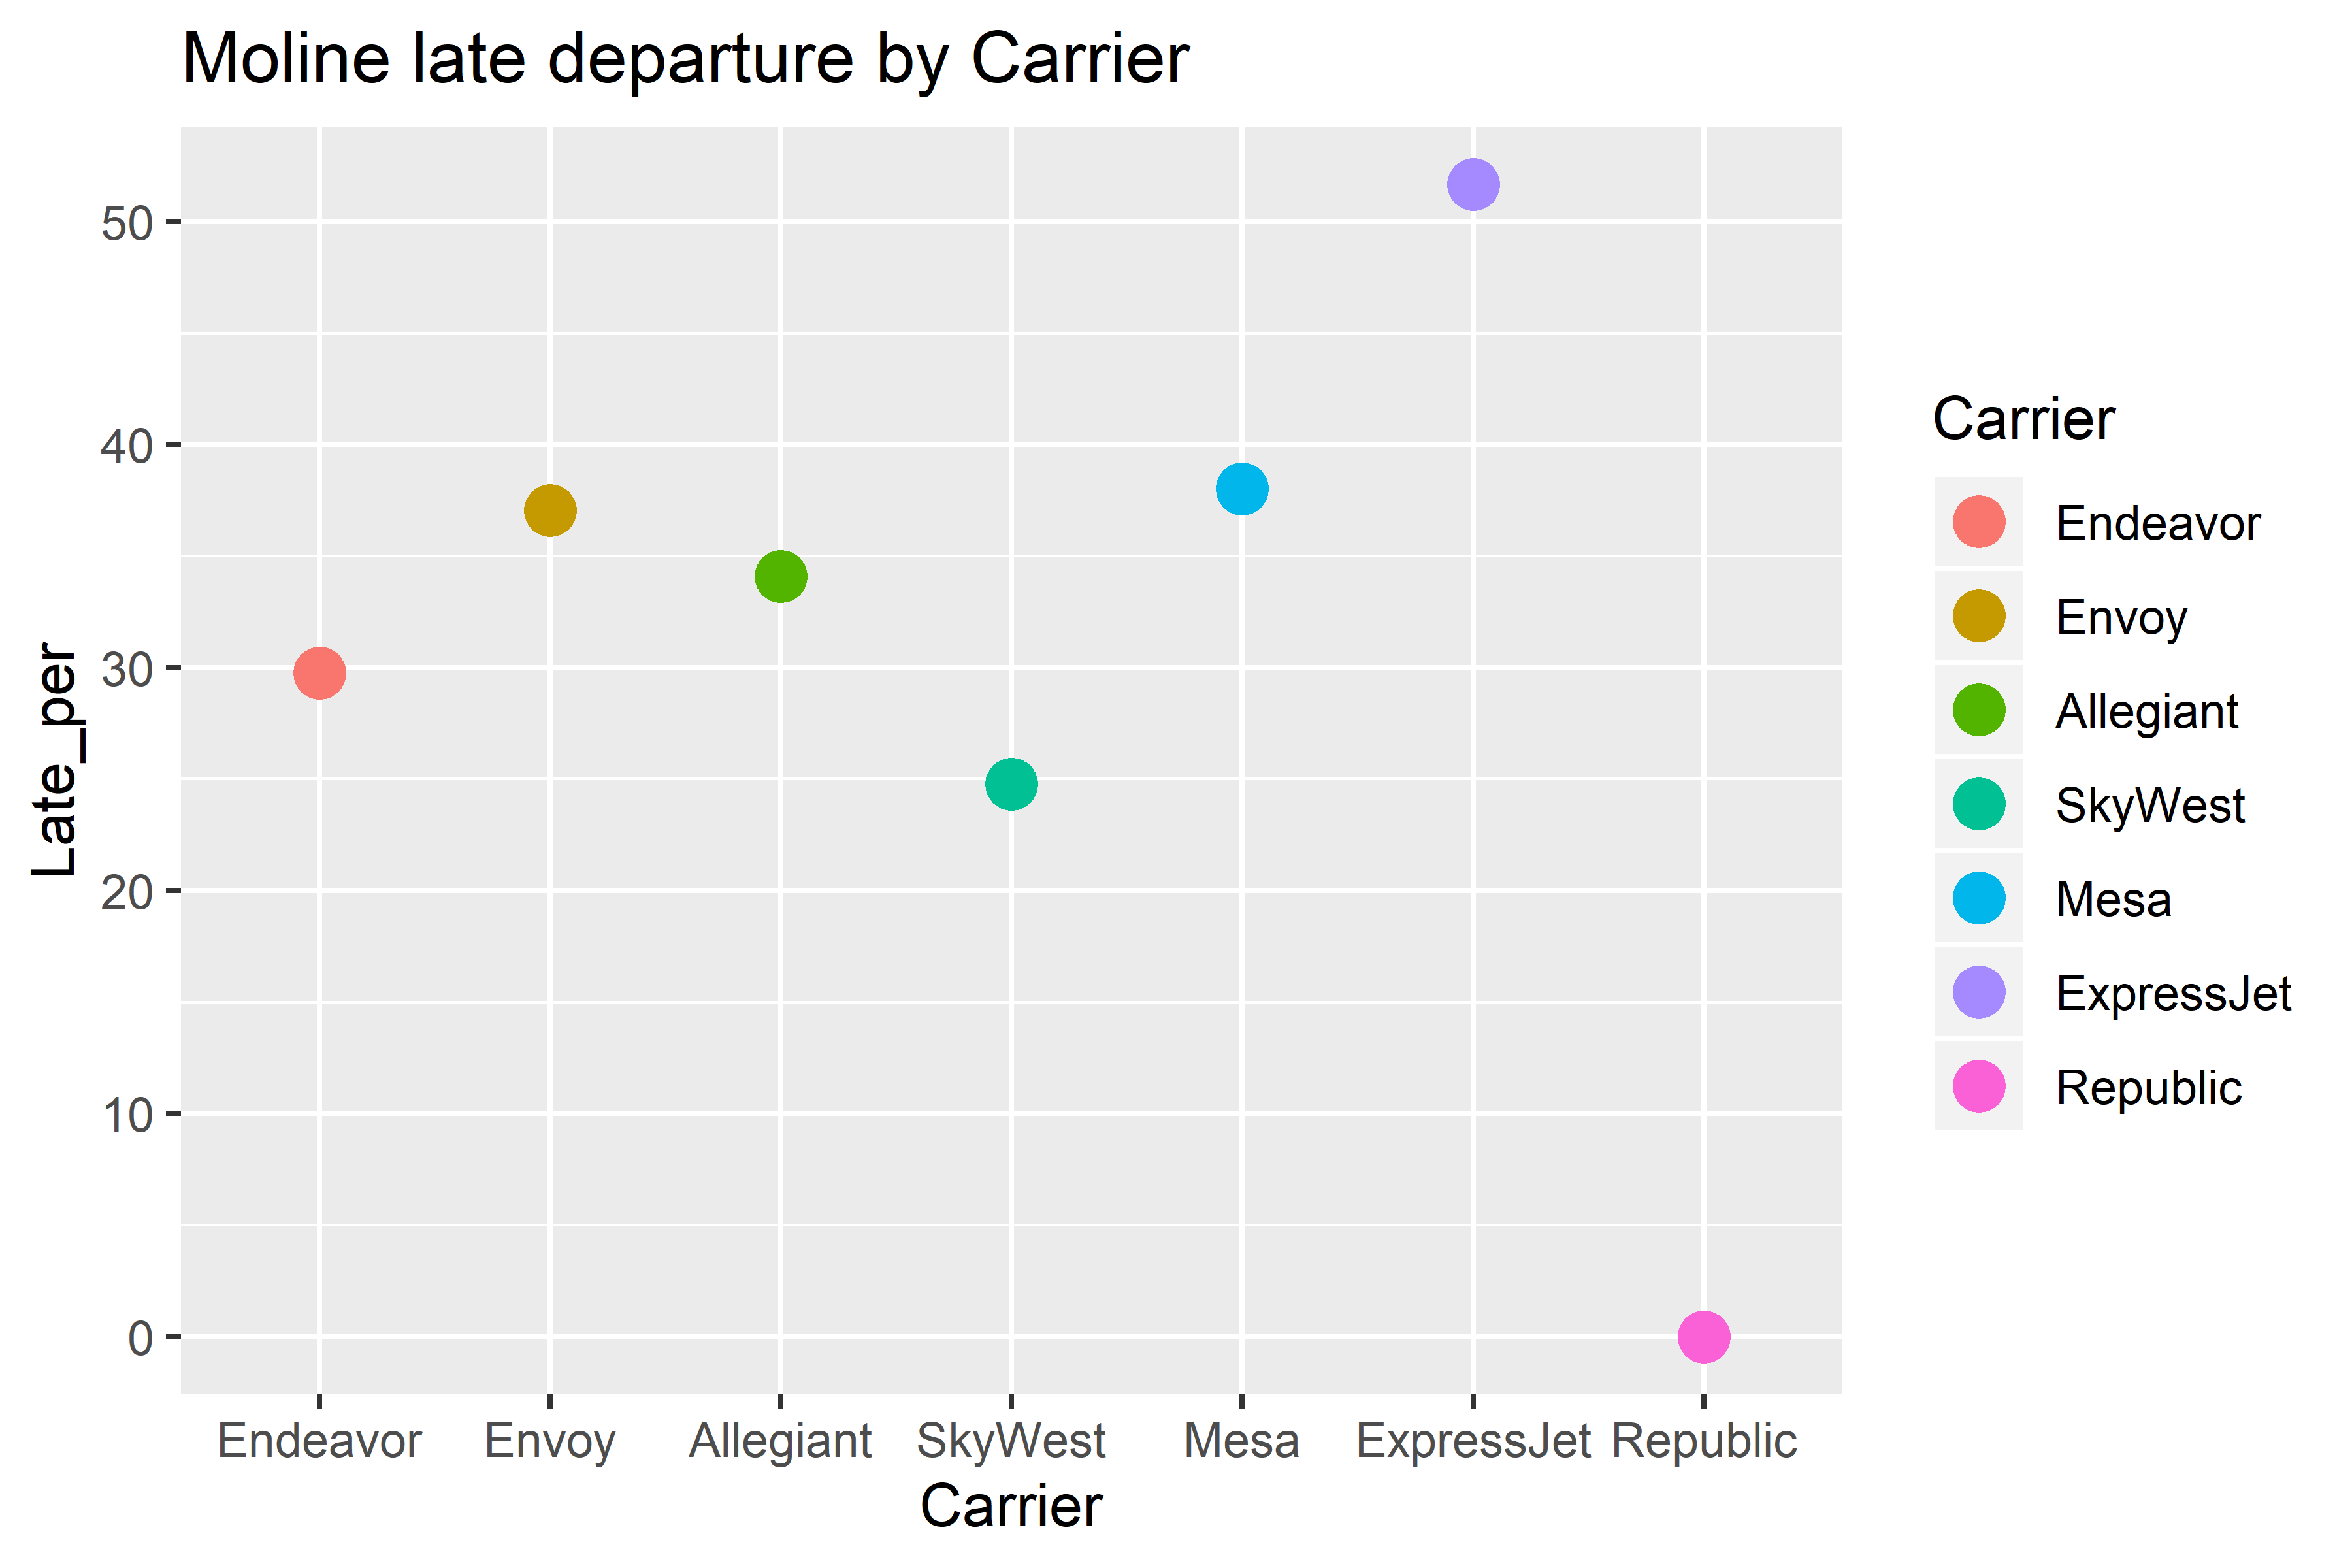 Moline late departure by Carrier
Late_per
50
40
30
20
10
0
Endeavor Envoy Allegiant SkyWest Mesa ExpressJet Republic
Carrier
Carrier
Endeavor
Envoy
Allegiant
SkyWest
Mesa
ExpressJet
Republic